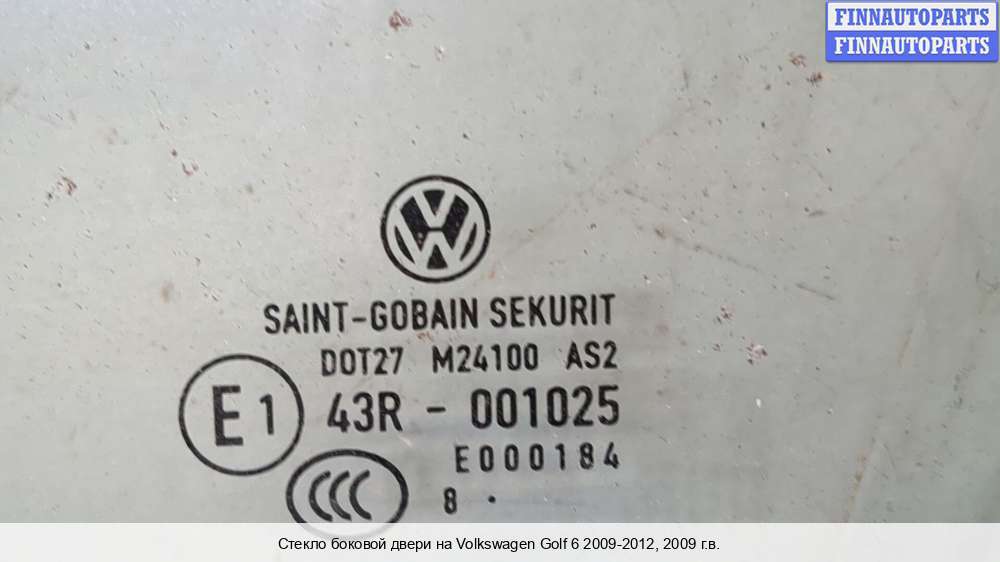 FINNAUTOPARTS
FINNAUTOPARTS
SAINT-GOBAIN SEKURIT
DOT27 M24100 AS2
E1 43R - 001025
E000184
CCC 8 .
Стекло боковой двери на Volkswagen Golf 6 2009-2012, 2009 г.в.